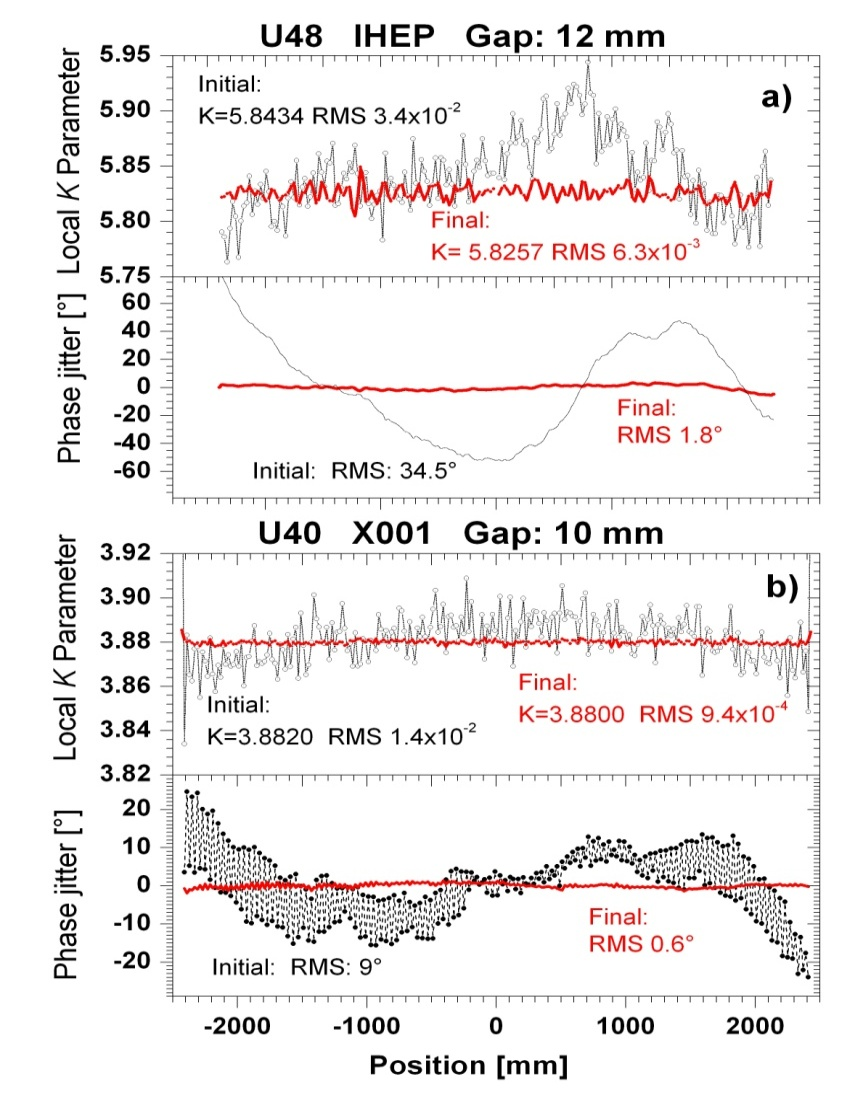 U48 IHEP Gap: 12 mm
5.95
5.90
5.85
5.80
5.75
Local K Parameter
Initial:
K=5.8434 RMS 3.4x10-2
a)
Final:
K= 5.8257 RMS 6.3x10-3
60
40
20
0
-20
-40
-60
Phase jitter [°]
Final:
RMS 1.8°
Initial: RMS: 34.5°
U40 X001 Gap: 10 mm
3.92
3.90
3.88
3.86
3.84
3.82
Local K Parameter
b)
Final:
K=3.8800 RMS 9.4x10-4
Initial:
K=3.8820 RMS 1.4x10-2
20
10
0
-10
-20
Phase jitter [°]
Final:
RMS 0.6°
Initial: RMS: 9°
-2000 -1000 0 1000 2000
Position [mm]